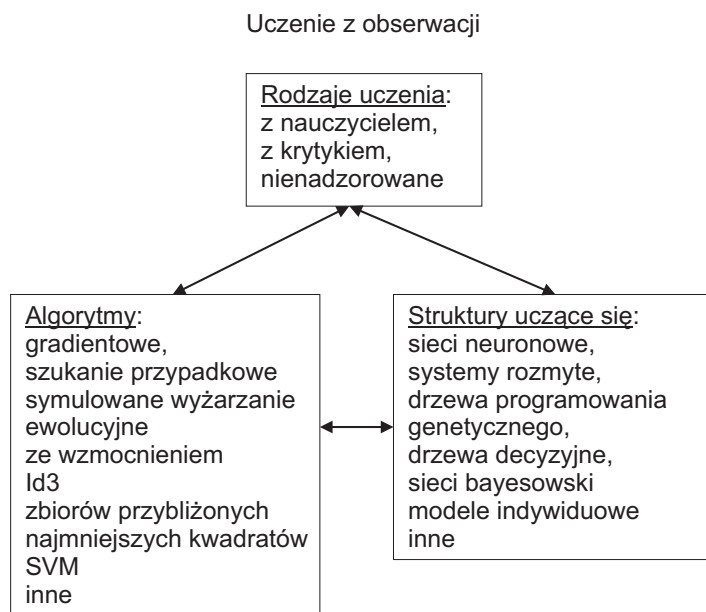 Uczenie z obserwacji
Rodzaje uczenia:
z nauczycielem,
z krytykiem,
nienadzorowane
Algorytmy:
gradientowe,
szukanie przypadkowe
symulowane wyżarzanie
ewolucyjne
ze wzmocnieniem
Id3
zbiorów przybliżonych
najmniejszych kwadratów
SVM
inne
Struktury uczące się:
sieci neuronowe,
systemy rozmyte,
drzewa programowania
genetycznego,
drzewa decyzyjne,
sieci bayesowski
modele indywiduowe
inne